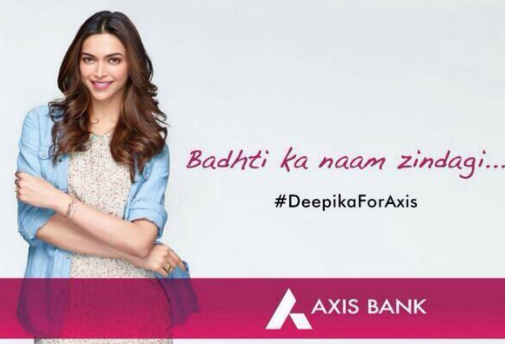 Badhti ka naam zindagi...
#DeepikaForAxis
AXIS BANK